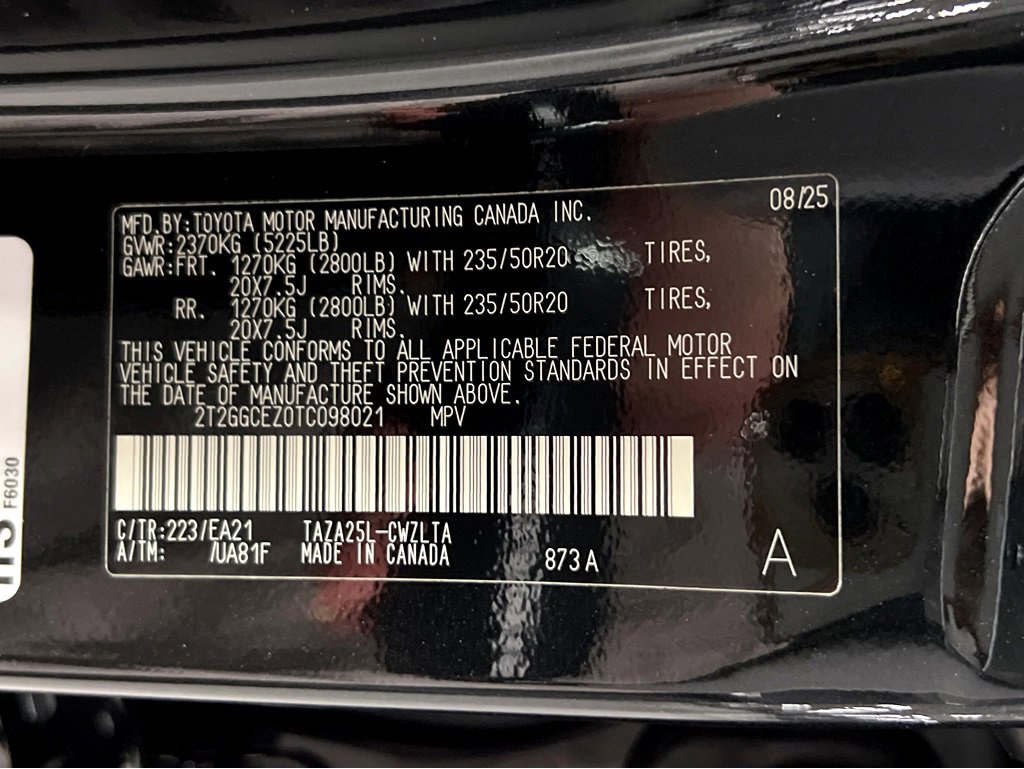 08/25
MFD.BY:TOYOTA MOTOR MANUFACTURING CANADA INC.
GVWR:2370KG (5225LB)
GAWR:FRT. 1270KG (2800LB) WITH 235/50R20 TIRES,
20X7.5J RIMS.
RR. 1270KG (2800LB) WITH 235/50R20 TIRES,
20X7.5J RIMS.
THIS VEHICLE CONFORMS TO ALL APPLICABLE FEDERAL MOTOR
VEHICLE SAFETY AND THEFT PREVENTION STANDARDS IN EFFECT ON
THE DATE OF MANUFACTURE SHOWN ABOVE.
2T2GGCEZ0TC098021 MPV
C/TR:223/EA21 TAZA25L-CWZLTA
A/TM: /UA81F MADE IN CANADA 873A A
F6030